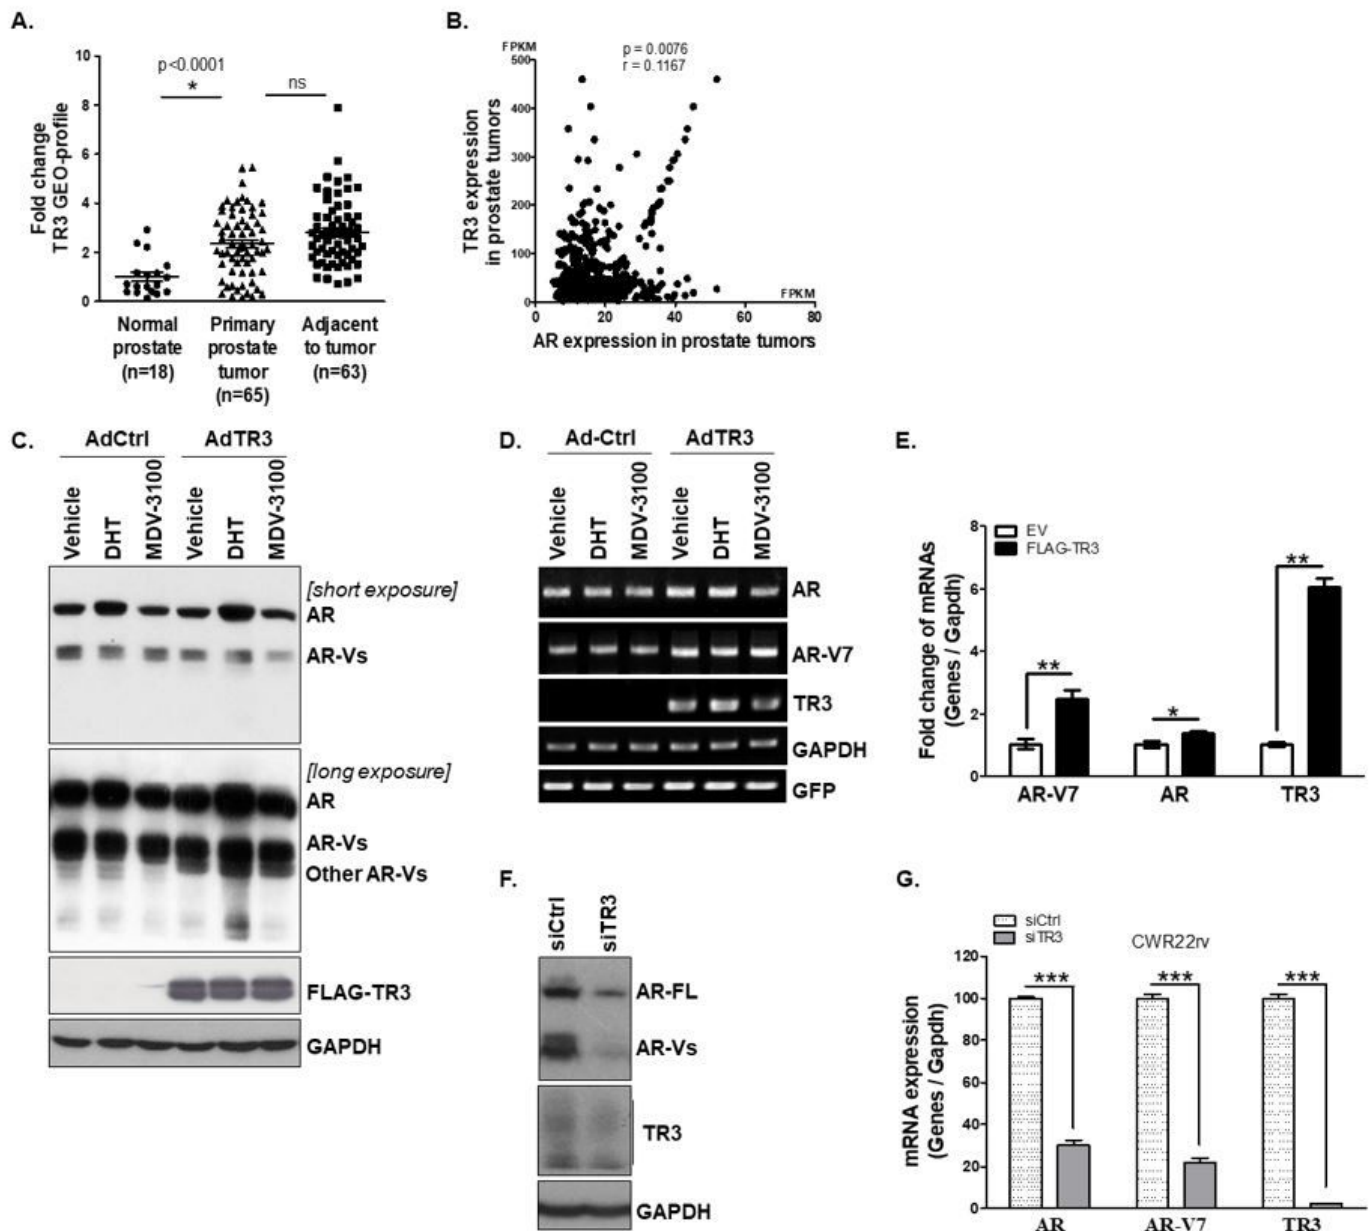 A.
p<0.0001
*
ns
Fold change
TR3 GEO-profile
10
8
6
4
2
0
Normal
prostate
(n=18)
Primary
prostate
tumor
(n=65)
Adjacent
to tumor
(n=63)
B.
FPKM
p = 0.0076
r = 0.1167
TR3 expression
in prostate tumors
500
400
300
200
100
0
FPKM
0 20 40 60 80
AR expression in prostate tumors
C.
AdCtrl AdTR3
Vehicle
DHT
MDV-3100
Vehicle
DHT
MDV-3100
[short exposure]
AR
AR-Vs
[long exposure]
AR
AR-Vs
Other AR-Vs
FLAG-TR3
GAPDH
D.
Ad-Ctrl AdTR3
Vehicle
DHT
MDV-3100
Vehicle
DHT
MDV-3100
AR
AR-V7
TR3
GAPDH
GFP
E.
EV
FLAG-TR3
Fold change of mRNAs
(Genes / Gapdh)
8
6
4
2
0
**
*
**
AR-V7 AR TR3
F.
siCtrl
siTR3
AR-FL
AR-Vs
TR3
GAPDH
G.
siCtrl
siTR3
CWR22rv
mRNA expression
(Genes / Gapdh)
120
100
80
60
40
20
0
*** *** ***
AR AR-V7 TR3